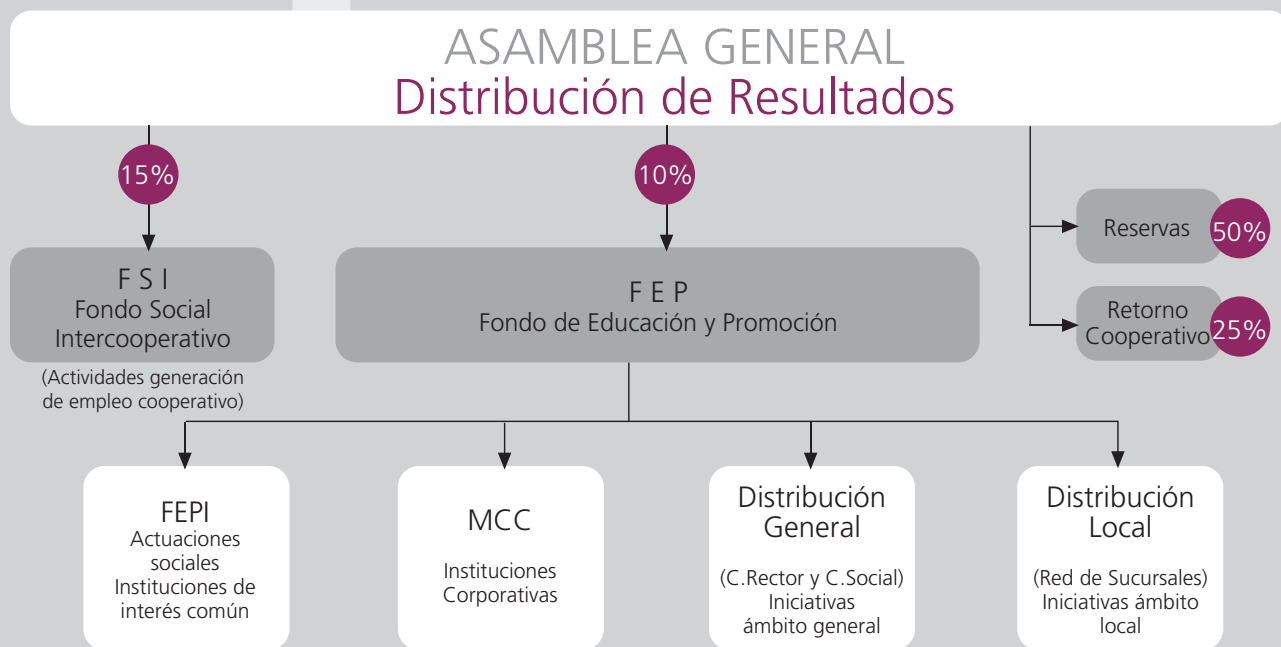 ASAMBLEA GENERAL
Distribución de Resultados
15%
10%
F S I
Fondo Social
Intercooperativo
(Actividades generación
de empleo cooperativo)
F E P
Fondo de Educación y Promoción
Reservas
50%
Retorno
Cooperativo
25%
FEPI
Actuaciones
sociales
Instituciones de
interés común
MCC
Instituciones
Corporativas
Distribución
General
(C.Rector y C.Social)
Iniciativas
ámbito general
Distribución
Local
(Red de Sucursales)
Iniciativas ámbito
local